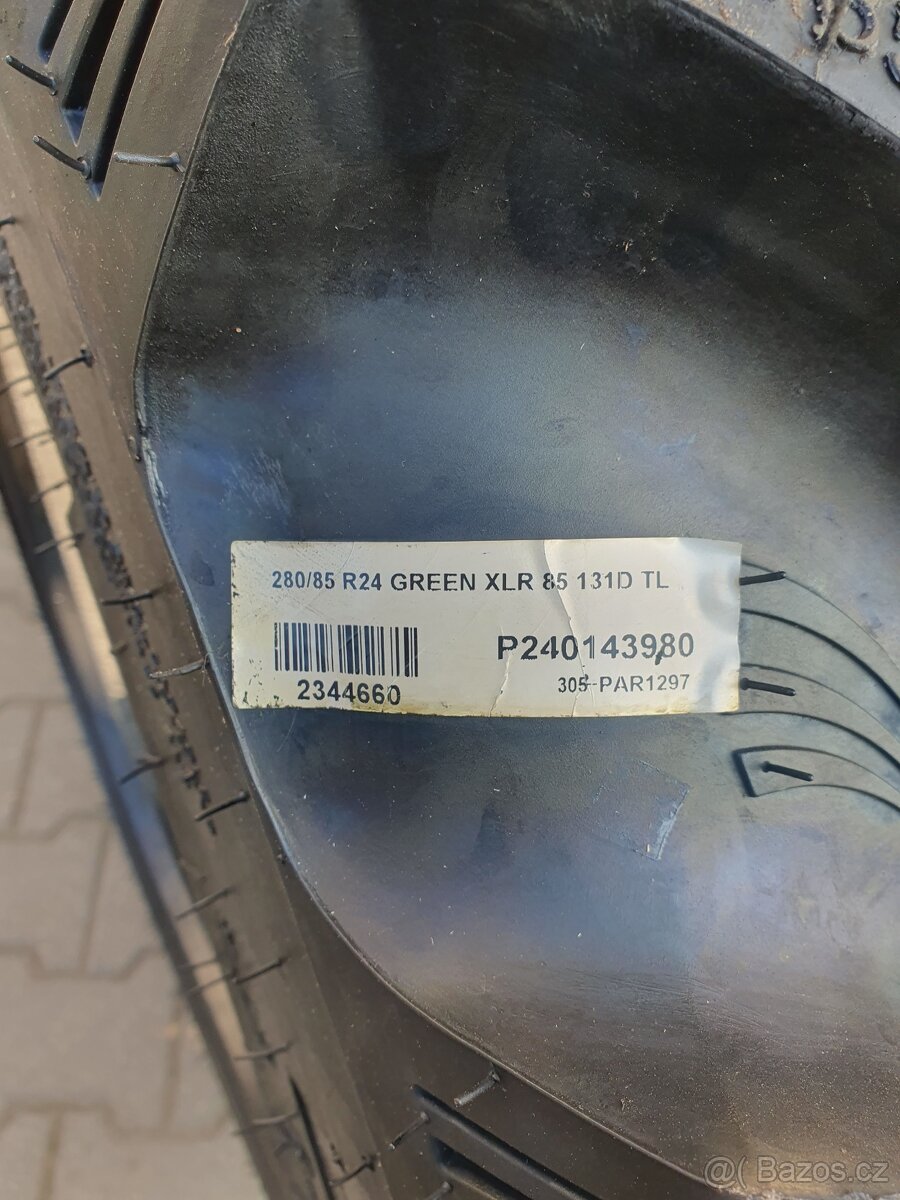 280/85 R24 GREEN XLR 85 131D TL
P240143980
2344660
305-PAR1297
@( Bazos.cz